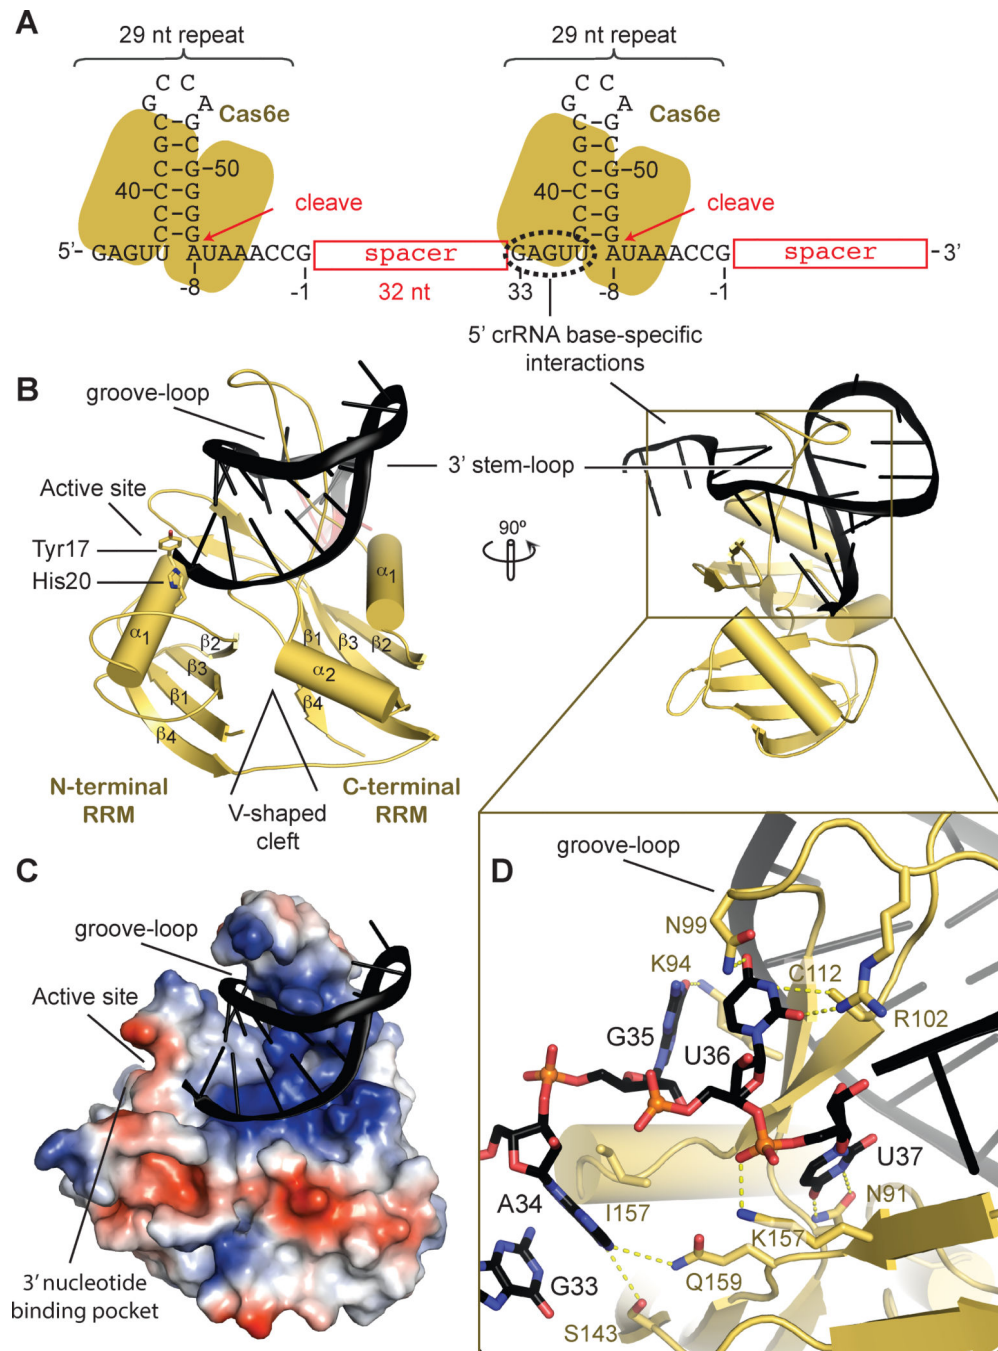 A
29 nt repeat
29 nt repeat
C C
G A
G
C–C
G–G
C–G–50
40–C–G
C–G
C–G
Cas6e
cleave
5'- GAGUU AUAAACCG
spacer
-8
-1
32 nt
C C
G A
G
C–C
G–G
C–G–50
40–C–G
C–G
C–G
Cas6e
cleave
GAGUU AUAAACCG
spacer
-3'
33
-8
-1
5' crRNA base-specific
interactions
B
groove-loop
3' stem-loop
Active site
Tyr17
His20
90º
α1
β2
β3
β1
β4
β1
β3
β2
α1
α2
β4
N-terminal
RRM
V-shaped
cleft
C-terminal
RRM
C
groove-loop
Active site
3' nucleotide
binding pocket
D
groove-loop
N99
K94
C112
R102
G35
U36
U37
N91
A34
I157
K157
G33
Q159
S143